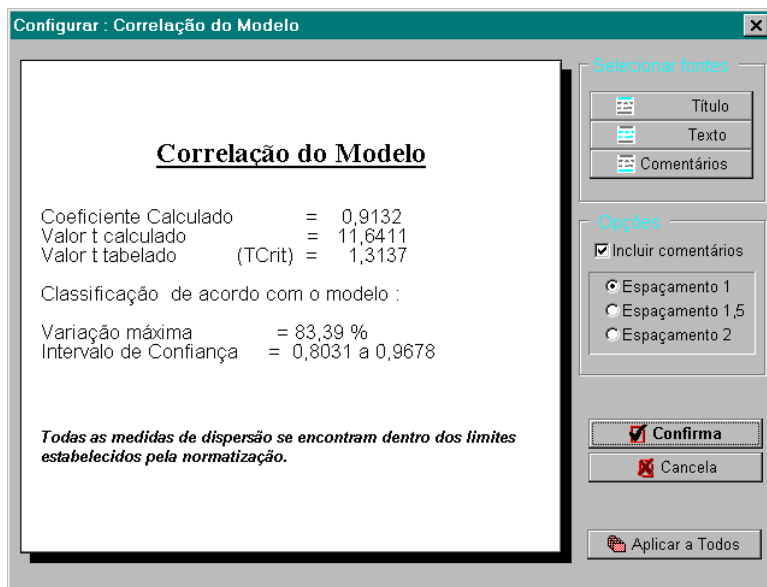 Configurar : Correlação do Modelo
Correlação do Modelo
Coeficiente Calculado = 0,9132
Valor t calculado = 11,6411
Valor t tabelado (TCrit) = 1,3137
Classificação de acordo com o modelo :
Variação máxima = 83,39 %
Intervalo de Confiança = 0,8031 a 0,9678
Todas as medidas de dispersão se encontram dentro dos limites
estabelecidos pela normatização.
Selecionar fontes
Título
Texto
Comentários
Opções
Incluir comentários
Espaçamento 1
Espaçamento 1,5
Espaçamento 2
Confirma
Cancela
Aplicar a Todos